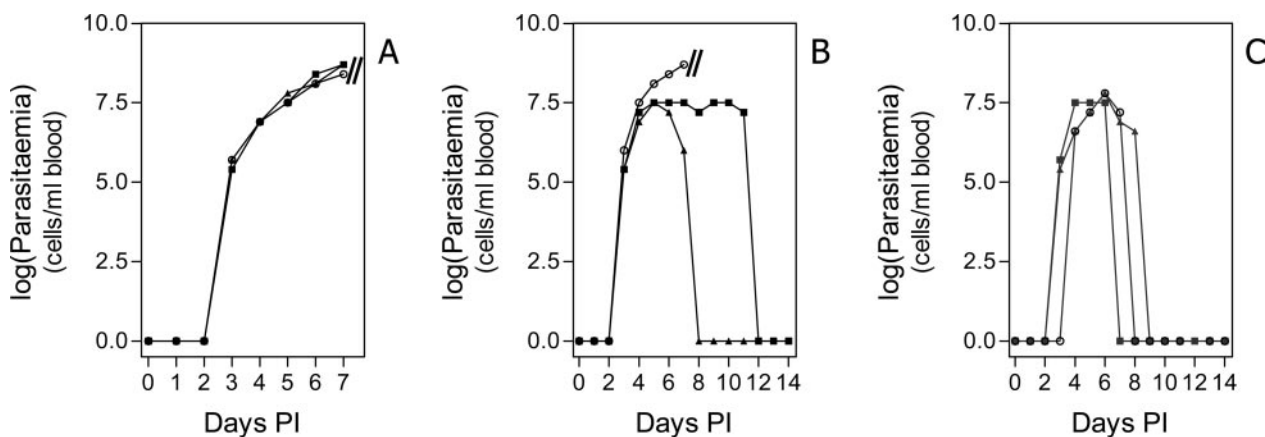 A
10.0
7.5
5.0
2.5
0.0
log(Parasitaemia)
(cells/ml blood)
0 1 2 3 4 5 6 7
Days PI
B
10.0
7.5
5.0
2.5
0.0
log(Parasitaemia)
(cells/ml blood)
0 2 4 6 8 10 12 14
Days PI
C
10.0
7.5
5.0
2.5
0.0
log(Parasitaemia)
(cells/ml blood)
0 2 4 6 8 10 12 14
Days PI